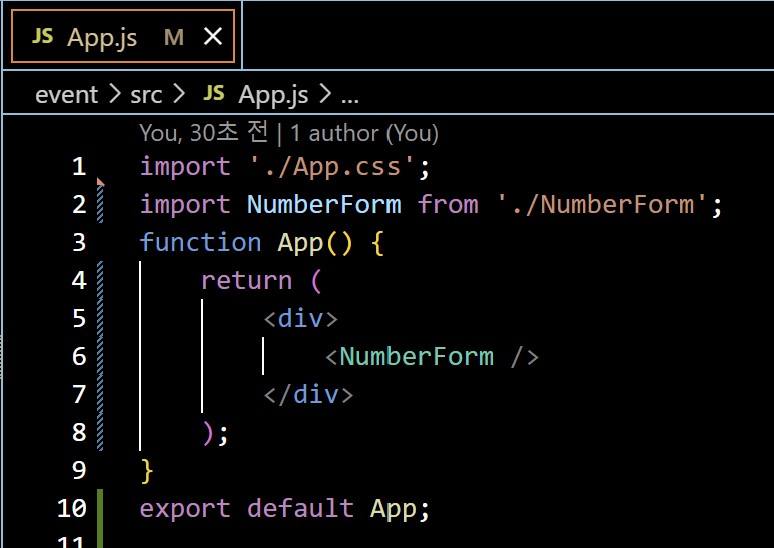 JS App.js M ×
event > src > JS App.js > ...
You, 30초 전 | 1 author (You)
1 import './App.css';
2 import NumberForm from './NumberForm';
3 function App() {
4 return (
5 <div>
6 <NumberForm />
7 </div>
8 );
9 }
10 export default App;
11